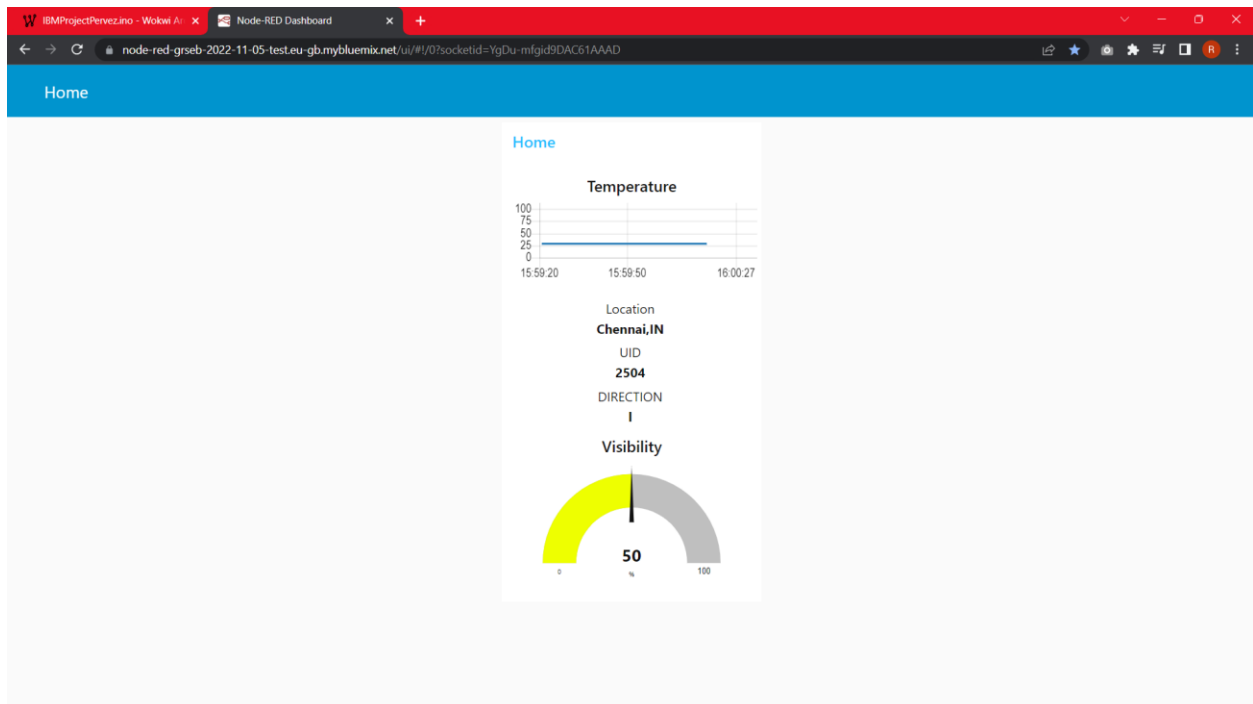 IBMProjectPervez.ino - Wokwi Ar
Node-RED Dashboard
node-red-grseb-2022-11-05-test.eu-gb.mybluemix.net/ui/#!/0?socketid=YgDu-mfgid9DAC61AAAD
R
Home
Home
Temperature
100
75
50
25
0
15:59:20 15:59:50 16:00:27
Location
Chennai,IN
UID
2504
DIRECTION
I
Visibility
50
0 % 100